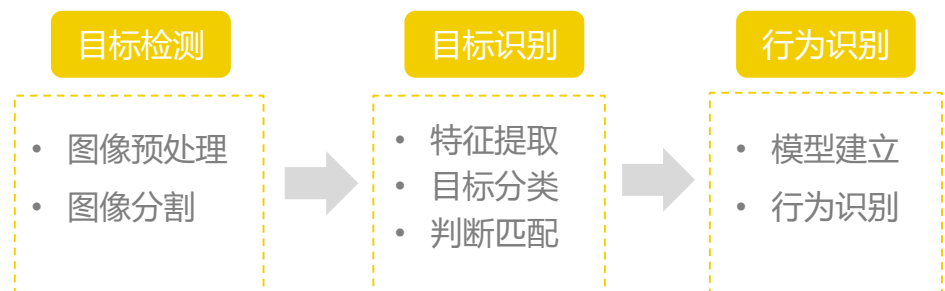 目标检测
• 图像预处理
• 图像分割
目标识别
• 特征提取
• 目标分类
• 判断匹配
行为识别
• 模型建立
• 行为识别